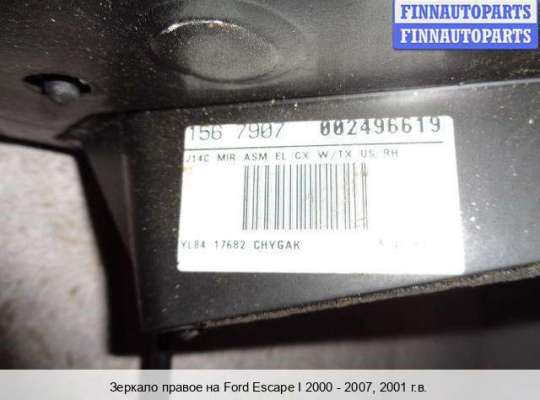 FINNAUTOPARTS
FINNAUTOPARTS
156 7907 002496619
J14C MIR ASM EL CX W/TX US RH
YL84 17682 CHYGAK
Зеркало правое на Ford Escape I 2000 - 2007, 2001 г.в.